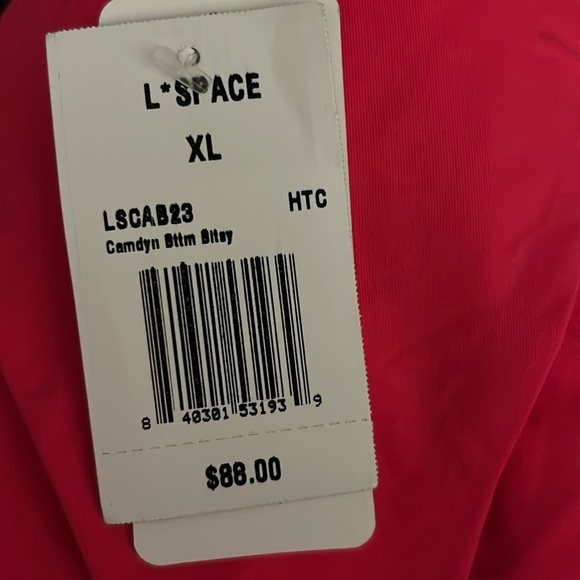 L*SPACE
XL
LSCAB23 HTC
Camdyn Bttm Bitsy
8 40301 53193 9
$88.00